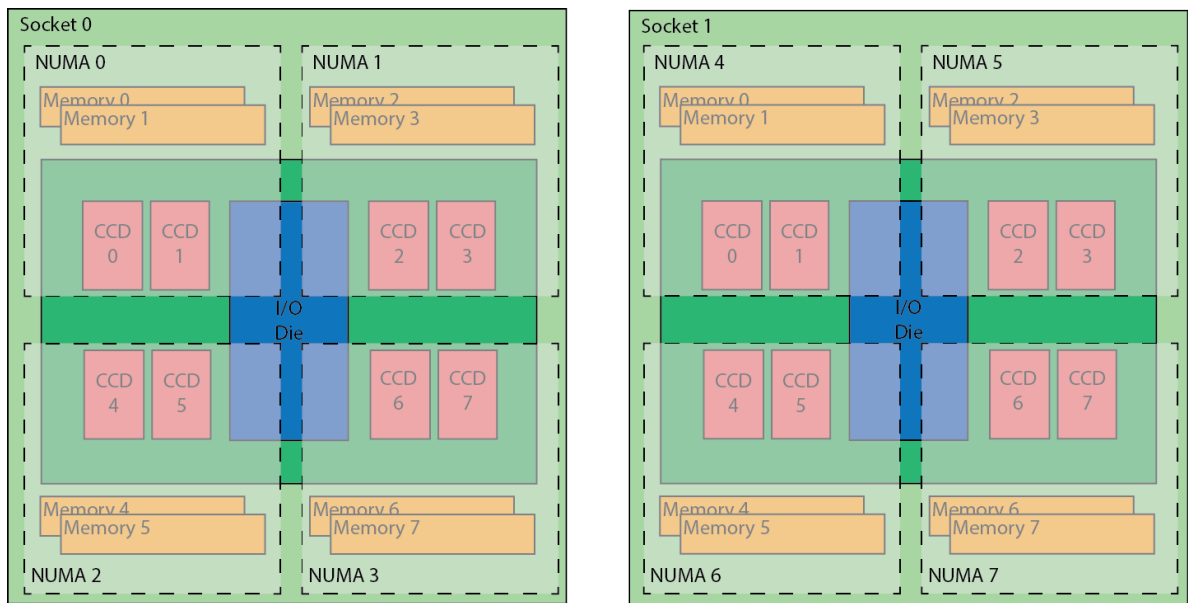 Socket 0
NUMA 0
NUMA 1
Memory 0
Memory 1
Memory 2
Memory 3
CCD
0
CCD
1
CCD
2
CCD
3
I/O
Die
CCD
4
CCD
5
CCD
6
CCD
7
Memory 4
Memory 5
Memory 6
Memory 7
NUMA 2
NUMA 3
Socket 1
NUMA 4
NUMA 5
Memory 0
Memory 1
Memory 2
Memory 3
CCD
0
CCD
1
CCD
2
CCD
3
I/O
Die
CCD
4
CCD
5
CCD
6
CCD
7
Memory 4
Memory 5
Memory 6
Memory 7
NUMA 6
NUMA 7